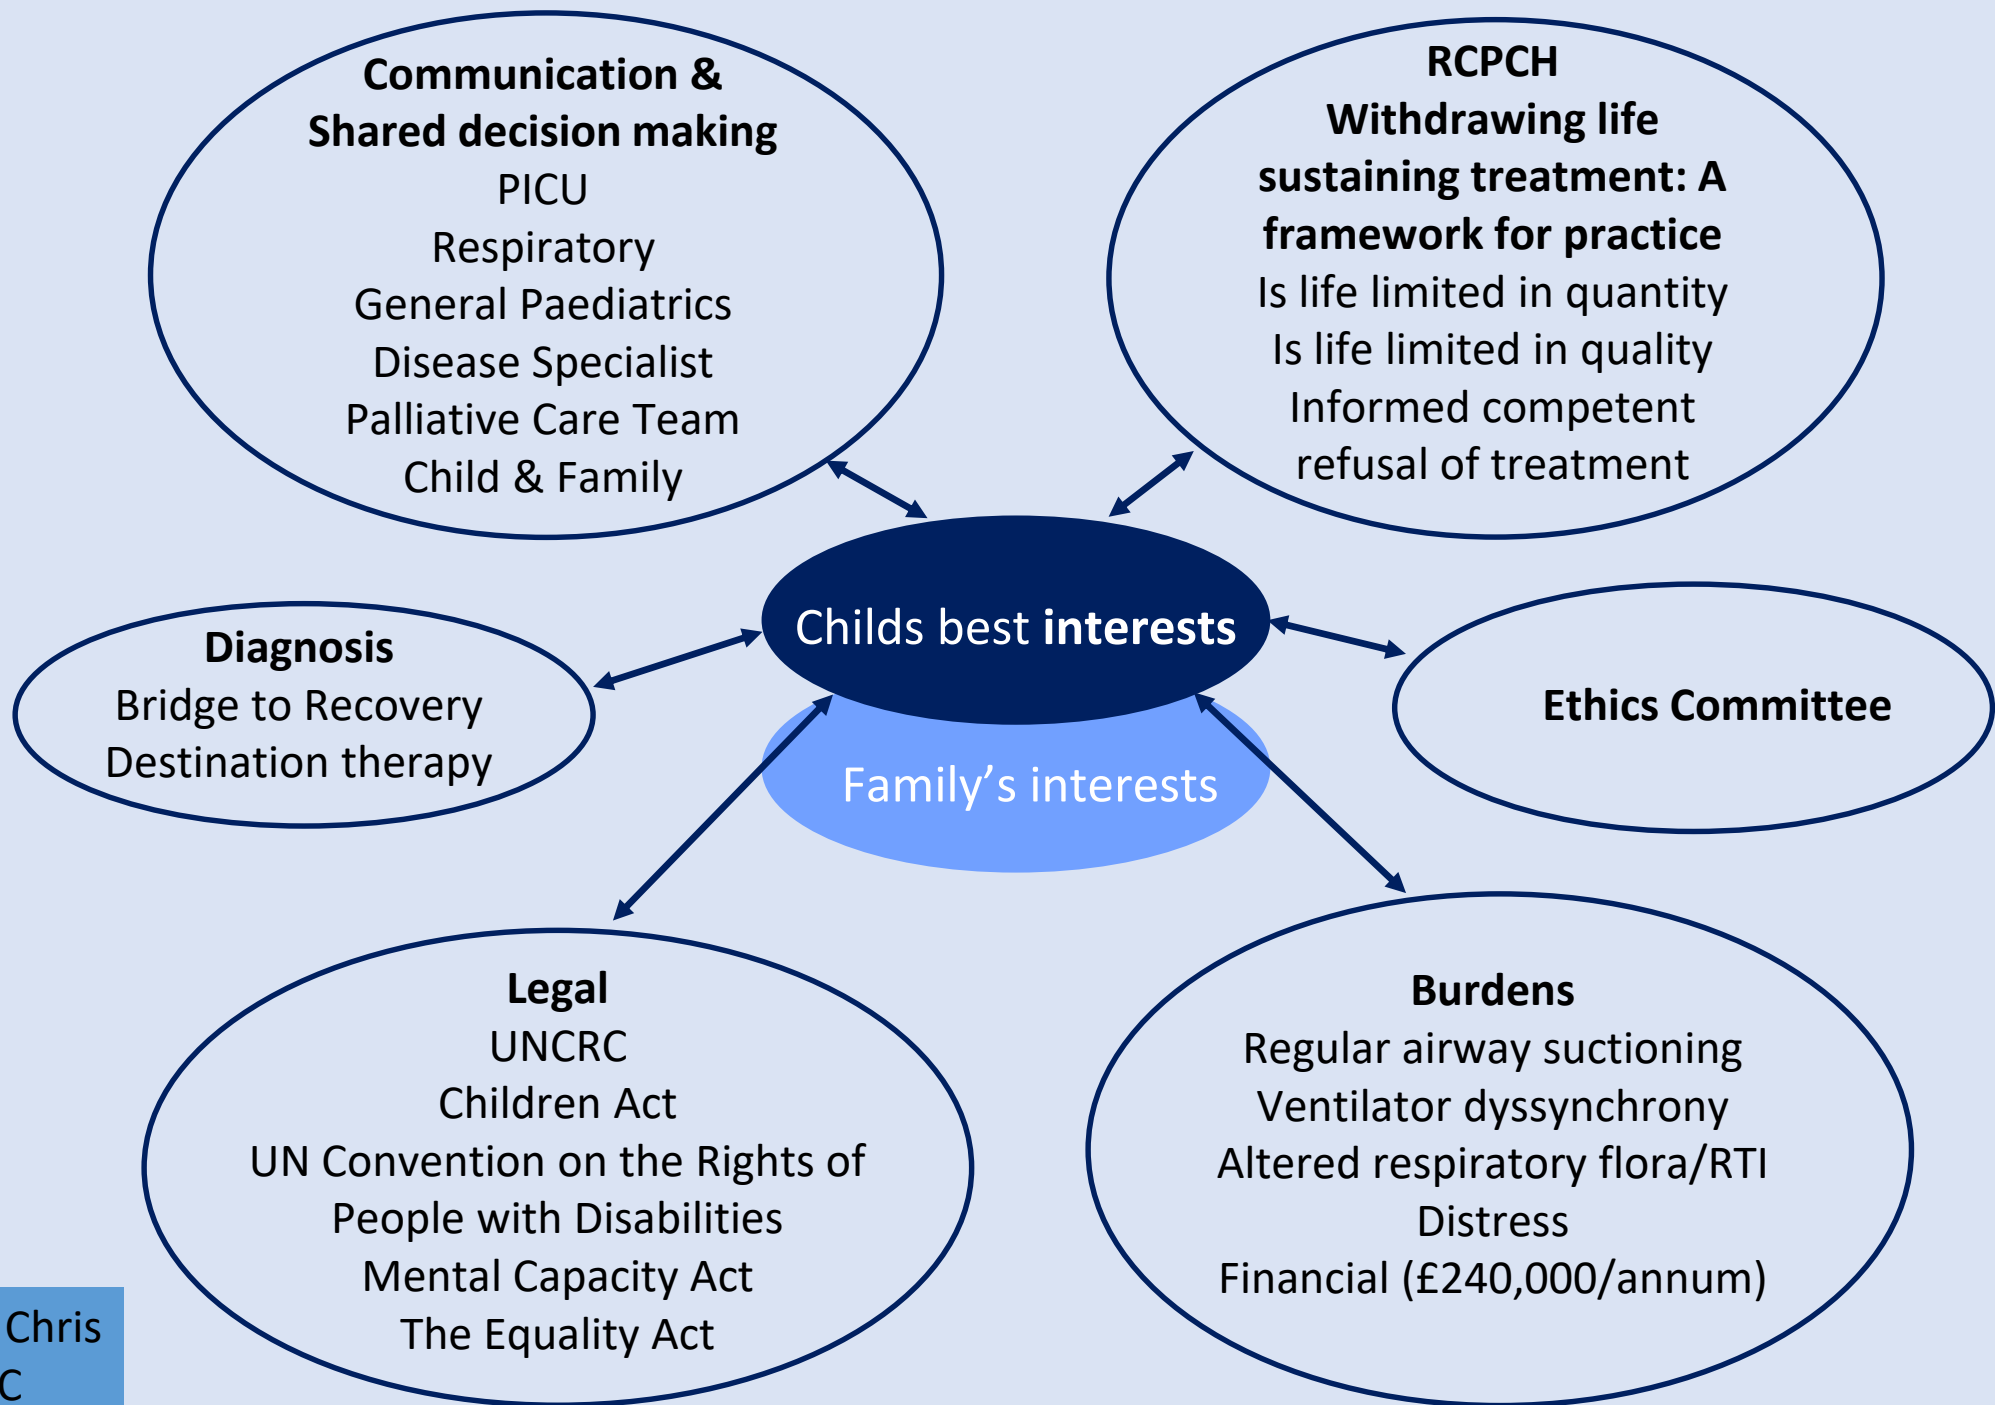 Communication &
Shared decision making
PICU
Respiratory
General Paediatrics
Disease Specialist
Palliative Care Team
Child & Family
RCPCH
Withdrawing life
sustaining treatment: A
framework for practice
Is life limited in quantity
Is life limited in quality
Informed competent
refusal of treatment
Childs best interests
Family’s interests
Diagnosis
Bridge to Recovery
Destination therapy
Ethics Committee
Legal
UNCRC
Children Act
UN Convention on the Rights of
People with Disabilities
Mental Capacity Act
The Equality Act
Burdens
Regular airway suctioning
Ventilator dyssynchrony
Altered respiratory flora/RTI
Distress
Financial (£240,000/annum)
Chris
C